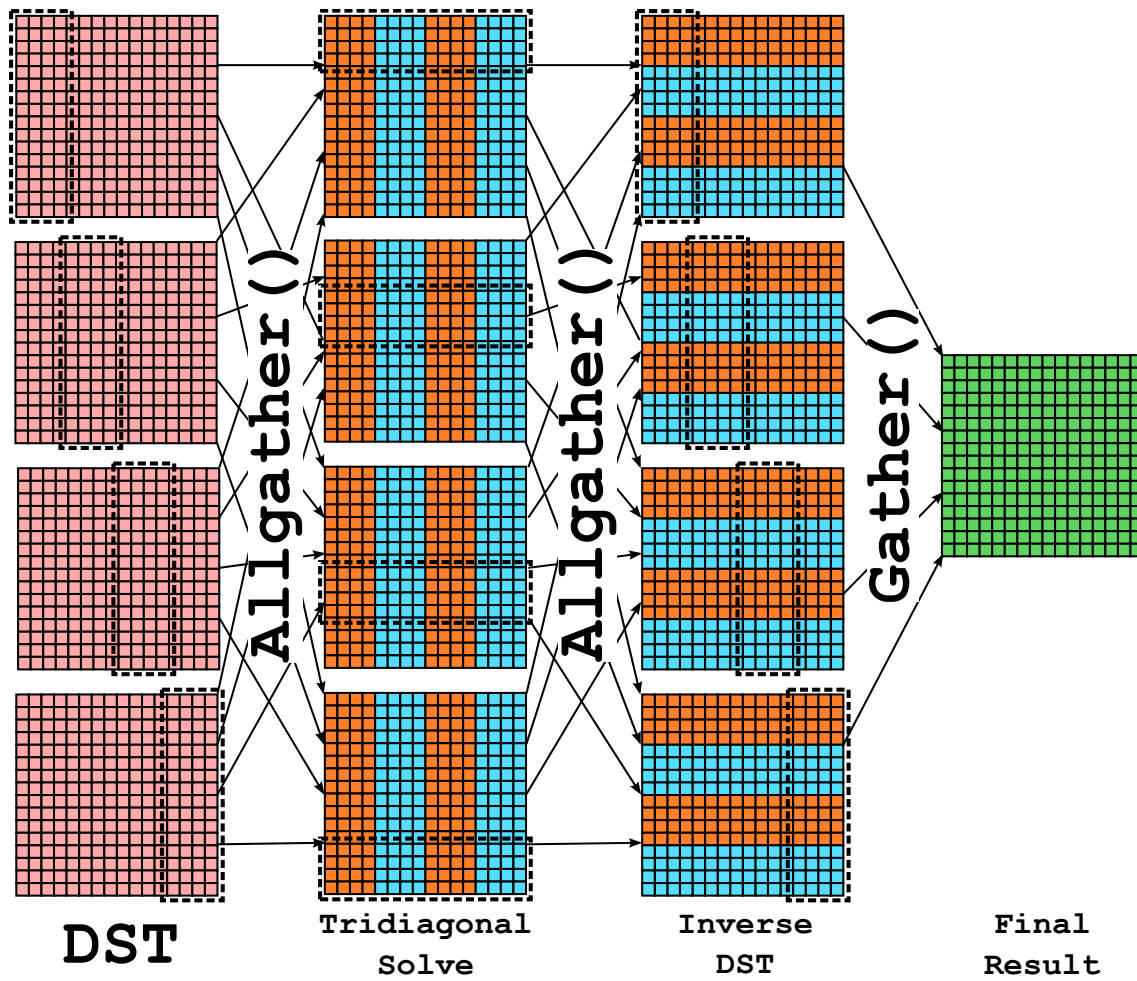 Allgather ()
Allgather ()
Gather ()
DST
Tridiagonal
Solve
Inverse
DST
Final
Result